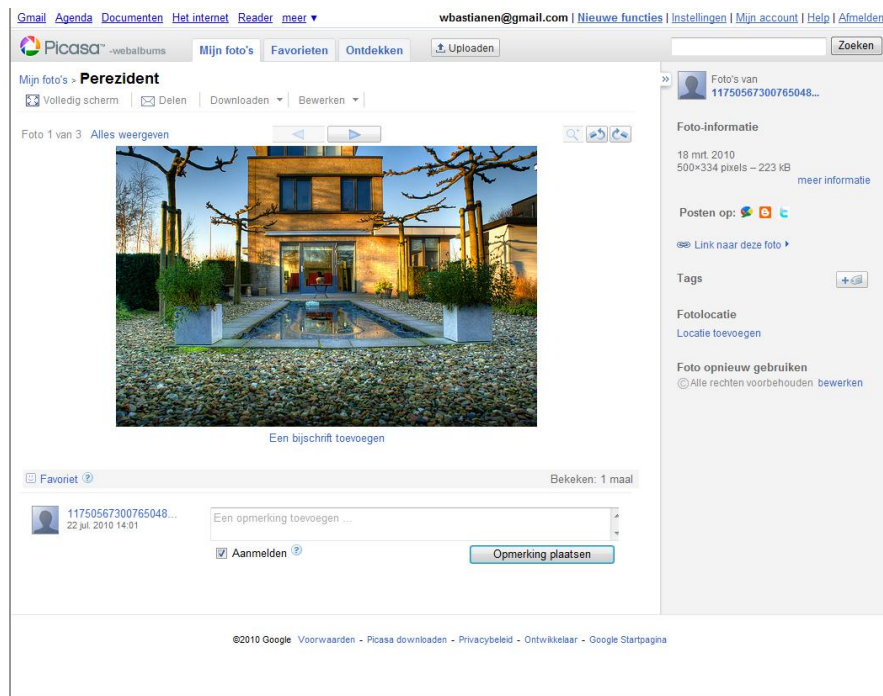 Gmail Agenda Documenten Het internet Reader meer ▼ wbastianen@gmail.com | Nieuwe functies | Instellingen | Mijn account | Help | Afmelden
Picasa™ -webalbums Mijn foto's Favorieten Ontdekken Uploaden Zoeken
Mijn foto's > Perezident
Volledig scherm Delen Downloaden ▼ Bewerken ▼
Foto 1 van 3 Alles weergeven
Een bijschrift toevoegen
Favoriet ? Bekeken: 1 maal
11750567300765048...
22 jul. 2010 14:01
Een opmerking toevoegen ...
Aanmelden ? Opmerking plaatsen
»
Foto's van
11750567300765048...
Foto-informatie
18 mrt. 2010
500×334 pixels – 223 kB
meer informatie
Posten op:
Link naar deze foto
Tags
Fotolocatie
Locatie toevoegen
Foto opnieuw gebruiken
© Alle rechten voorbehouden bewerken
©2010 Google Voorwaarden - Picasa downloaden - Privacybeleid - Ontwikkelaar - Google Startpagina